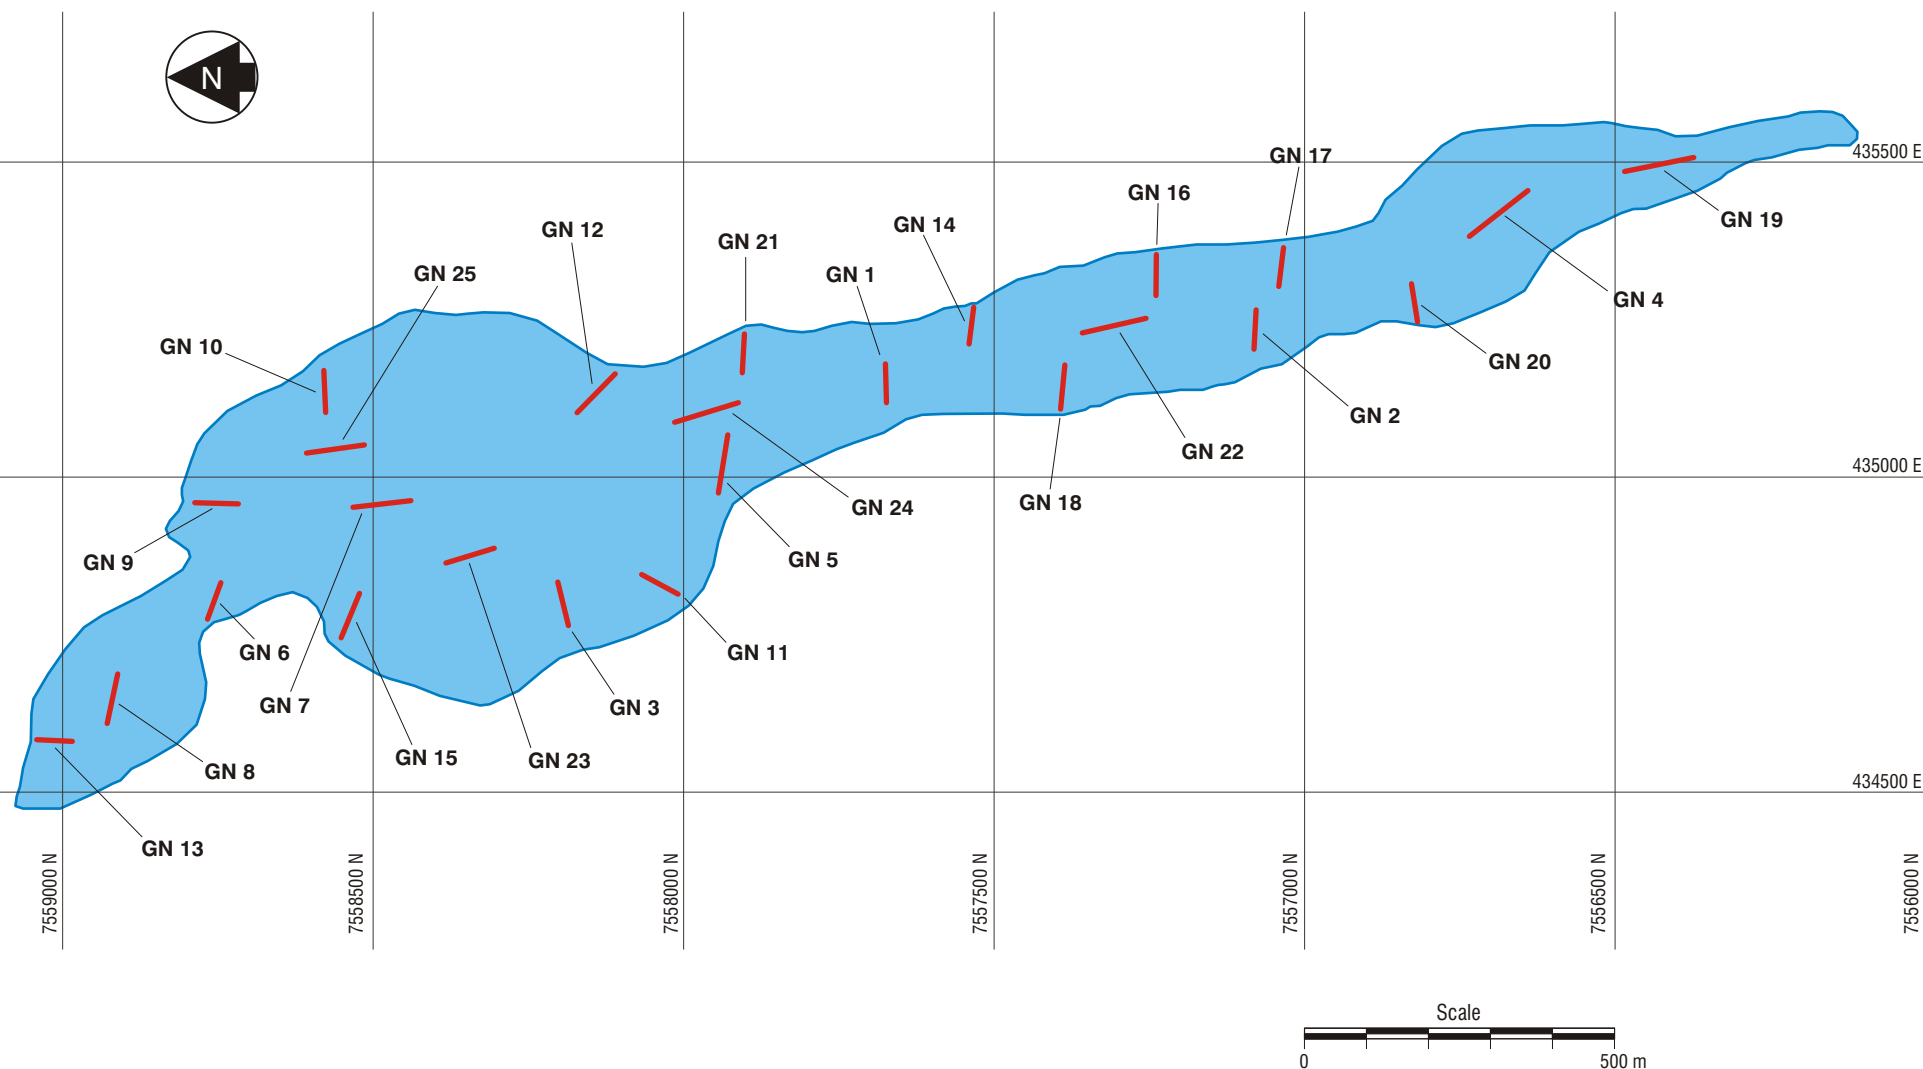 N
435500 E
GN 17
GN 16
GN 19
GN 14
GN 12
GN 21
GN 25
GN 1
GN 4
GN 10
GN 20
GN 2
GN 22
435000 E
GN 18
GN 24
GN 9
GN 5
GN 6
GN 11
GN 7
GN 3
GN 15
GN 23
GN 8
434500 E
GN 13
7559000 N
7558500 N
7558000 N
7557500 N
7557000 N
7556500 N
7556000 N
Scale
0 500 m